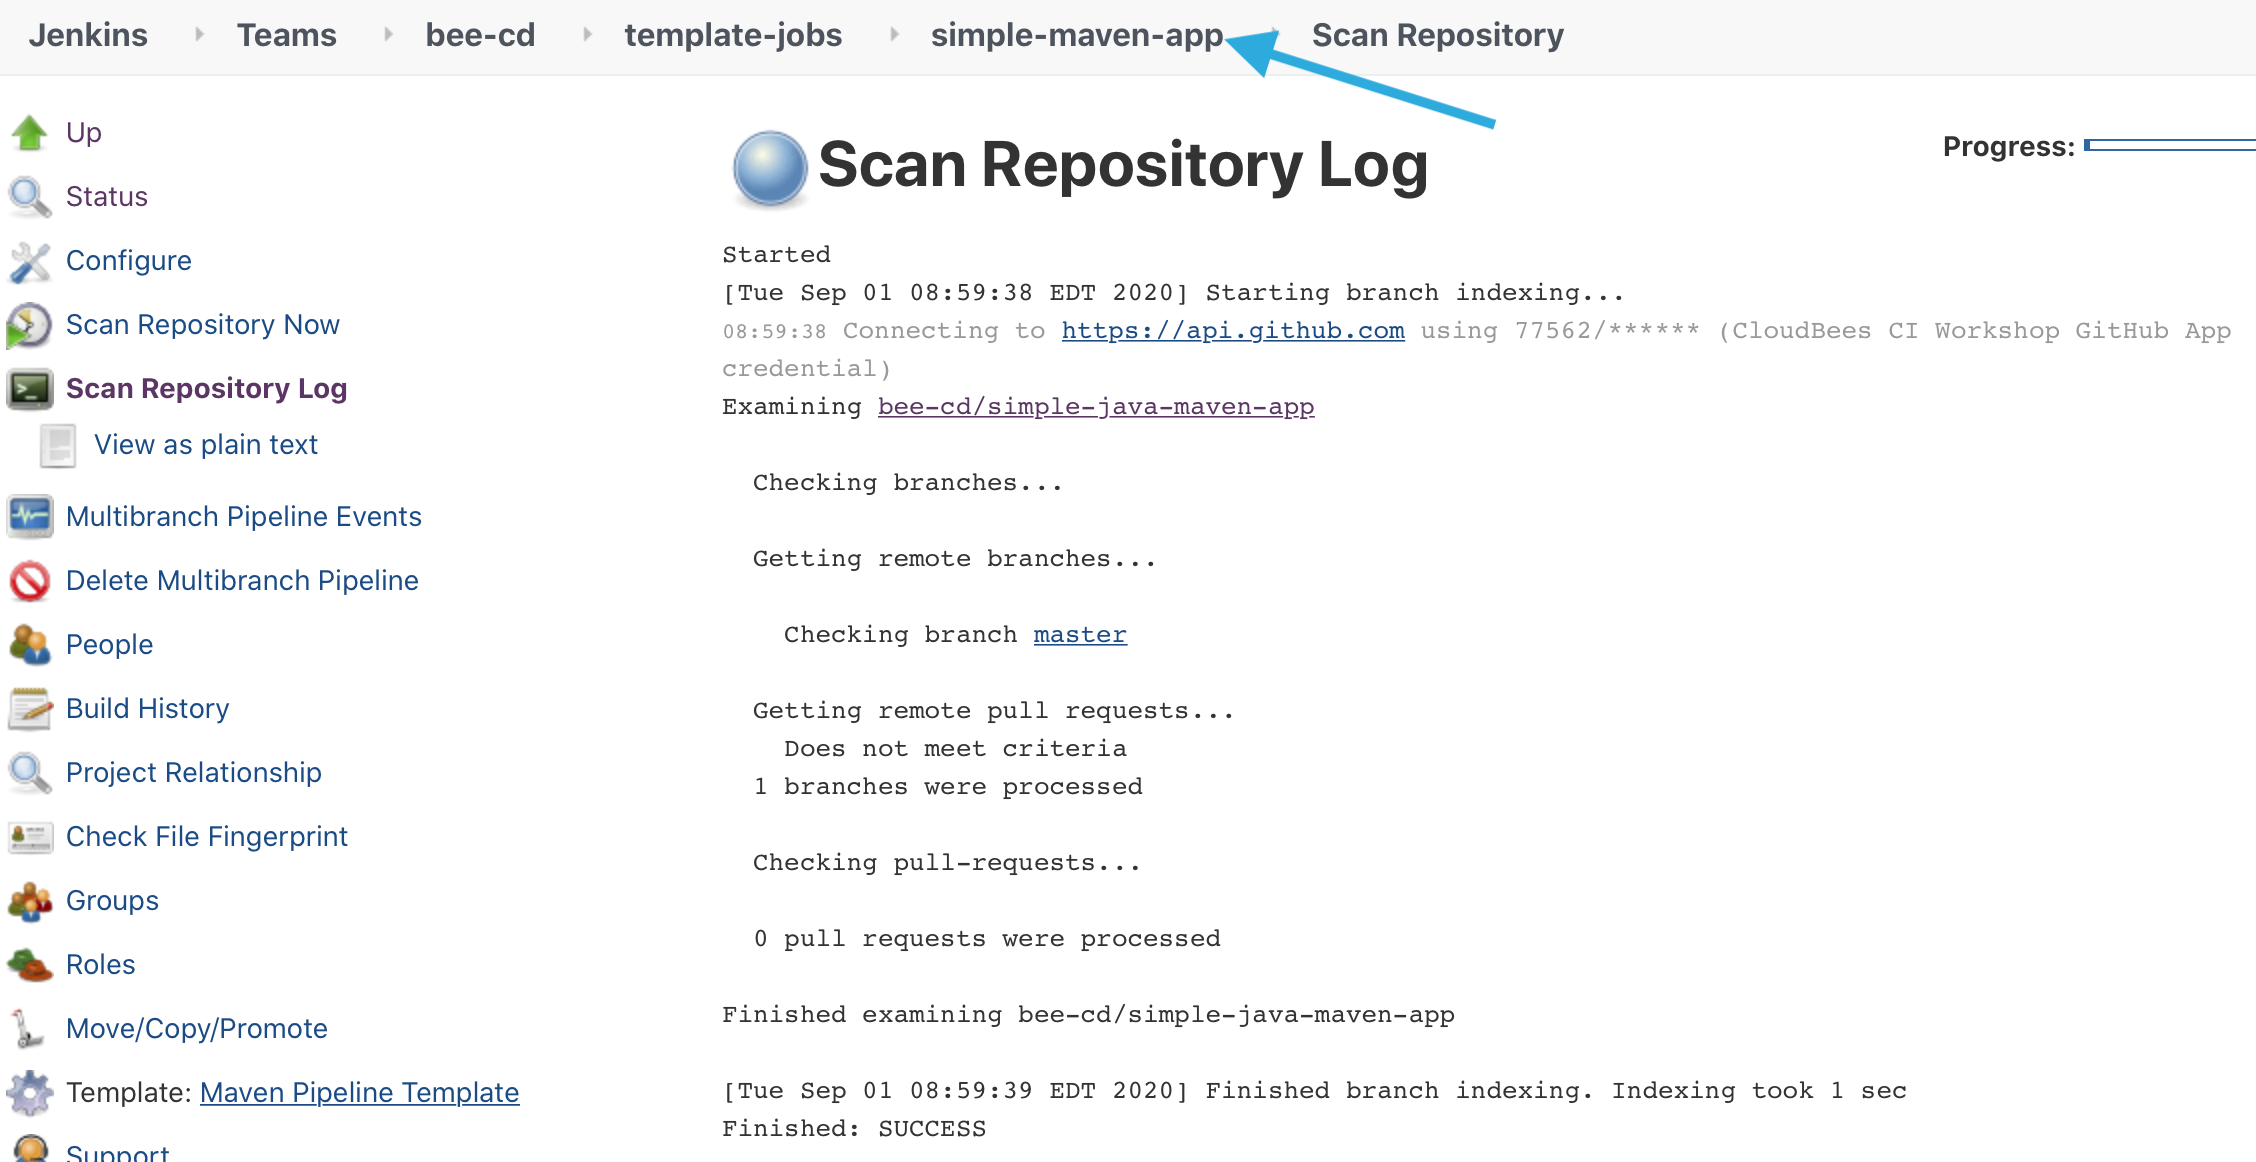 Jenkins Teams bee-cd template-jobs simple-maven-app Scan Repository
Up
Status
Configure
Scan Repository Now
Scan Repository Log
View as plain text
Multibranch Pipeline Events
Delete Multibranch Pipeline
People
Build History
Project Relationship
Check File Fingerprint
Groups
Roles
Move/Copy/Promote
Template: Maven Pipeline Template
Support
Scan Repository Log
Progress:
Started
[Tue Sep 01 08:59:38 EDT 2020] Starting branch indexing...
08:59:38 Connecting to https://api.github.com using 77562/****** (CloudBees CI Workshop GitHub App
credential)
Examining bee-cd/simple-java-maven-app
Checking branches...
Getting remote branches...
Checking branch master
Getting remote pull requests...
Does not meet criteria
1 branches were processed
Checking pull-requests...
0 pull requests were processed
Finished examining bee-cd/simple-java-maven-app
[Tue Sep 01 08:59:39 EDT 2020] Finished branch indexing. Indexing took 1 sec
Finished: SUCCESS